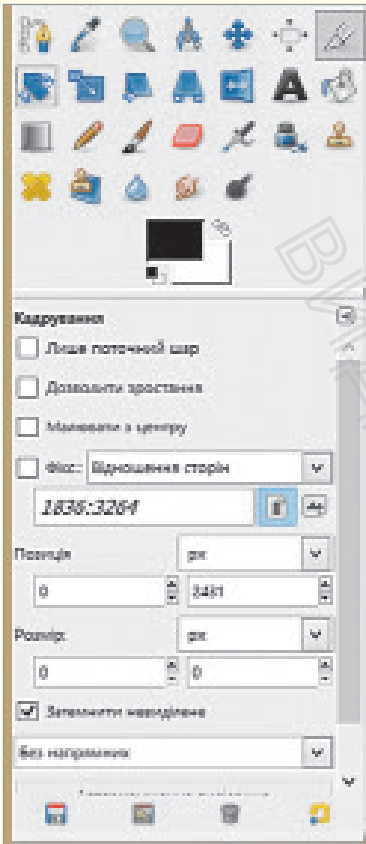 Кадрування
Лише поточний шар
Дозволити зростання
Малювати з центру
Фікс.: Відношення сторін
1836:3264
Позиція px
0 2431
Розмір: px
0 0
Затемнити невиділене
Без напрямних